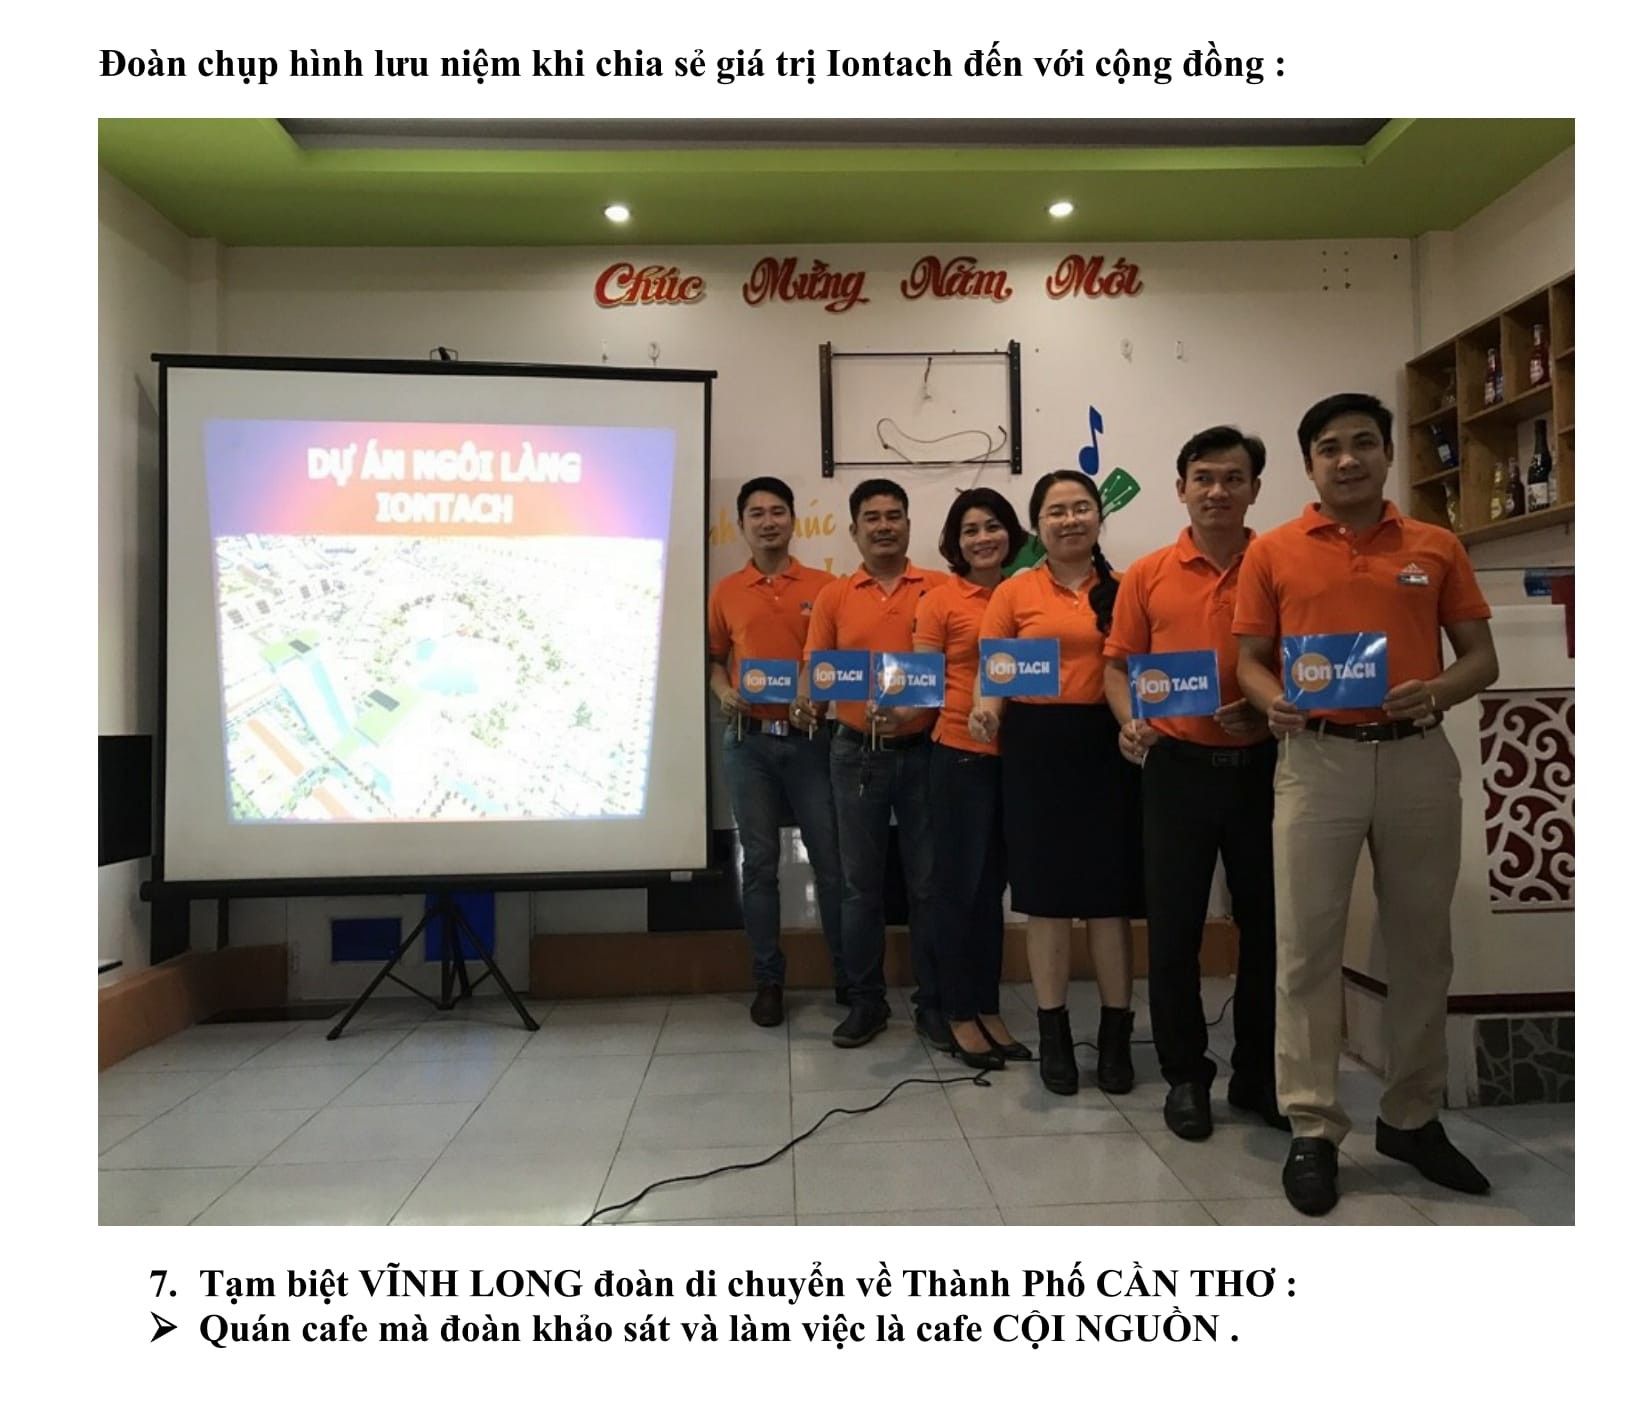 Đoàn chụp hình lưu niệm khi chia sẻ giá trị Iontach đến với cộng đồng :
Chúc Mừng Năm Mới
DỰ ÁN NGÔI LÀNG
IONTACH
úc
ion TACH
ion TACH
ion TACH
ion TACH
ion TACH
ion TACH
7. Tạm biệt VĨNH LONG đoàn di chuyển về Thành Phố CẦN THƠ :
➢ Quán cafe mà đoàn khảo sát và làm việc là cafe CỘI NGUỒN .